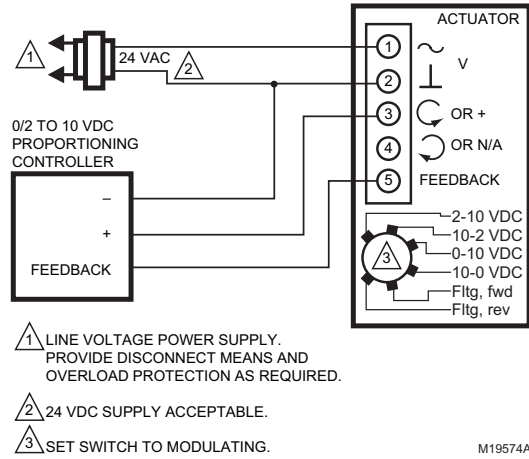 ACTUATOR
1
24 VAC
2
1
V
2
3
OR +
4
OR N/A
5
FEEDBACK
0/2 TO 10 VDC
PROPORTIONING
CONTROLLER
–
+
FEEDBACK
3
2-10 VDC
10-2 VDC
0-10 VDC
10-0 VDC
Fltg, fwd
Fltg, rev
1 LINE VOLTAGE POWER SUPPLY.
PROVIDE DISCONNECT MEANS AND
OVERLOAD PROTECTION AS REQUIRED.
2 24 VDC SUPPLY ACCEPTABLE.
3 SET SWITCH TO MODULATING.
M19574A